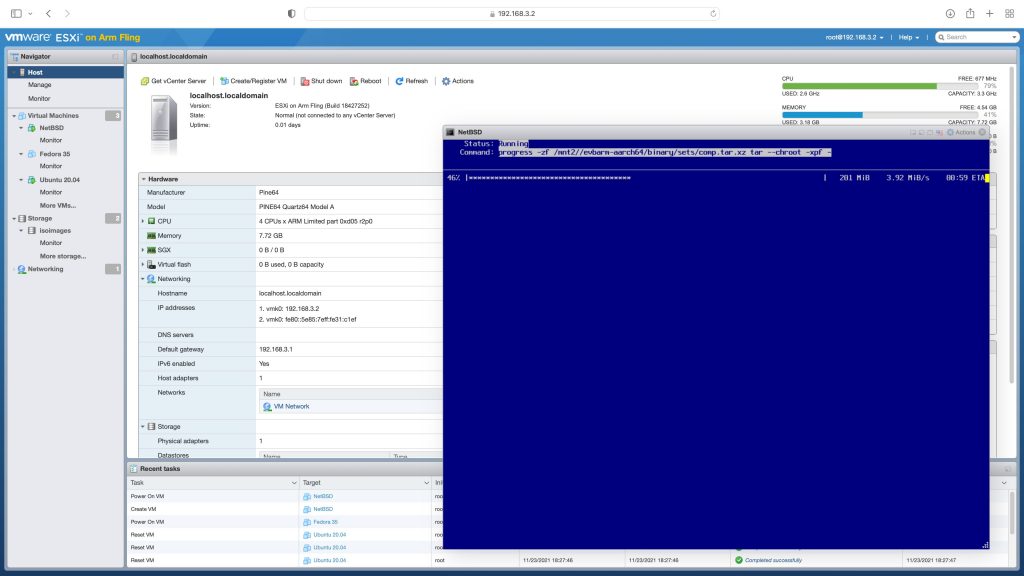 192.168.3.2
vmware ESXi on Arm Fling
root@192.168.3.2
Help
Search
Navigator
Host
Manage
Monitor
Virtual Machines 3
NetBSD
Monitor
Fedora 35
Monitor
Ubuntu 20.04
Monitor
More VMs...
Storage 2
isoimages
Monitor
More storage...
Networking 1
localhost.localdomain
Get vCenter Server
Create/Register VM
Shut down
Reboot
Refresh
Actions
localhost.localdomain
Version: ESXi on Arm Fling (Build 18427252)
State: Normal (not connected to any vCenter Server)
Uptime: 0.01 days
CPU FREE: 677 MHz
79%
USED: 2.6 GHz CAPACITY: 3.3 GHz
MEMORY FREE: 4.54 GB
41%
USED: 3.18 GB CAPACITY: 7.72 GB
Hardware
Manufacturer Pine64
Model PINE64 Quartz64 Model A
CPU 4 CPUs x ARM Limited part 0xd05 r2p0
Memory 7.72 GB
SGX 0 B / 0 B
Virtual flash 0 B used, 0 B capacity
Networking
Hostname localhost.localdomain
IP addresses 1. vmk0: 192.168.3.2
2. vmk0: fe80::5e85:7eff:fe31:c1ef
DNS servers
Default gateway 192.168.3.1
IPv6 enabled Yes
Host adapters 1
Networks Name
VM Network
Storage
Physical adapters 1
Datastores Name Type
NetBSD
Actions
Status: Running
Command: progress -zf /mnt2//evbarm-aarch64/binary/sets/comp.tar.xz tar --chroot -xpf -
46% |*************************************** | 201 MiB 3.92 MiB/s 00:59 ETA
Recent tasks
Task Target
Power On VM NetBSD
Create VM NetBSD
Power On VM Fedora 35
Reset VM Ubuntu 20.04
Reset VM Ubuntu 20.04
Reset VM Ubuntu 20.04 root 11/23/2021 18:27:46 11/23/2021 18:27:46 Completed successfully 11/23/2021 18:27:47